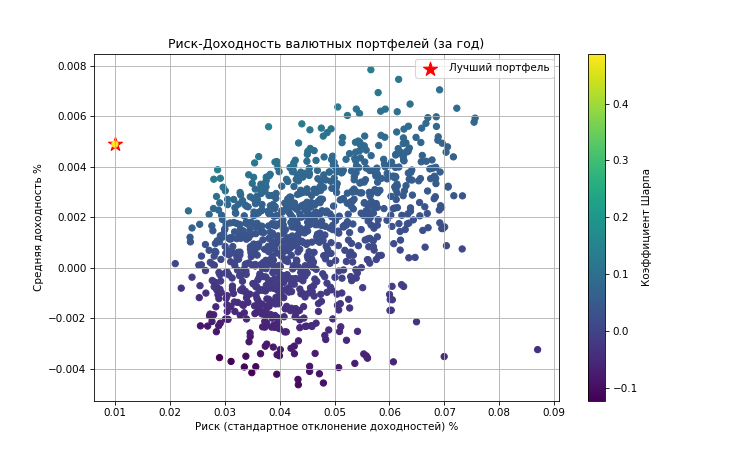 Риск-Доходность валютных портфелей (за год)
Лучший портфель
0.008
0.006
0.004
0.002
0.000
−0.002
−0.004
Средняя доходность %
0.01 0.02 0.03 0.04 0.05 0.06 0.07 0.08 0.09
Риск (стандартное отклонение доходностей) %
0.4
0.3
0.2
0.1
0.0
−0.1
Коэффициент Шарпа